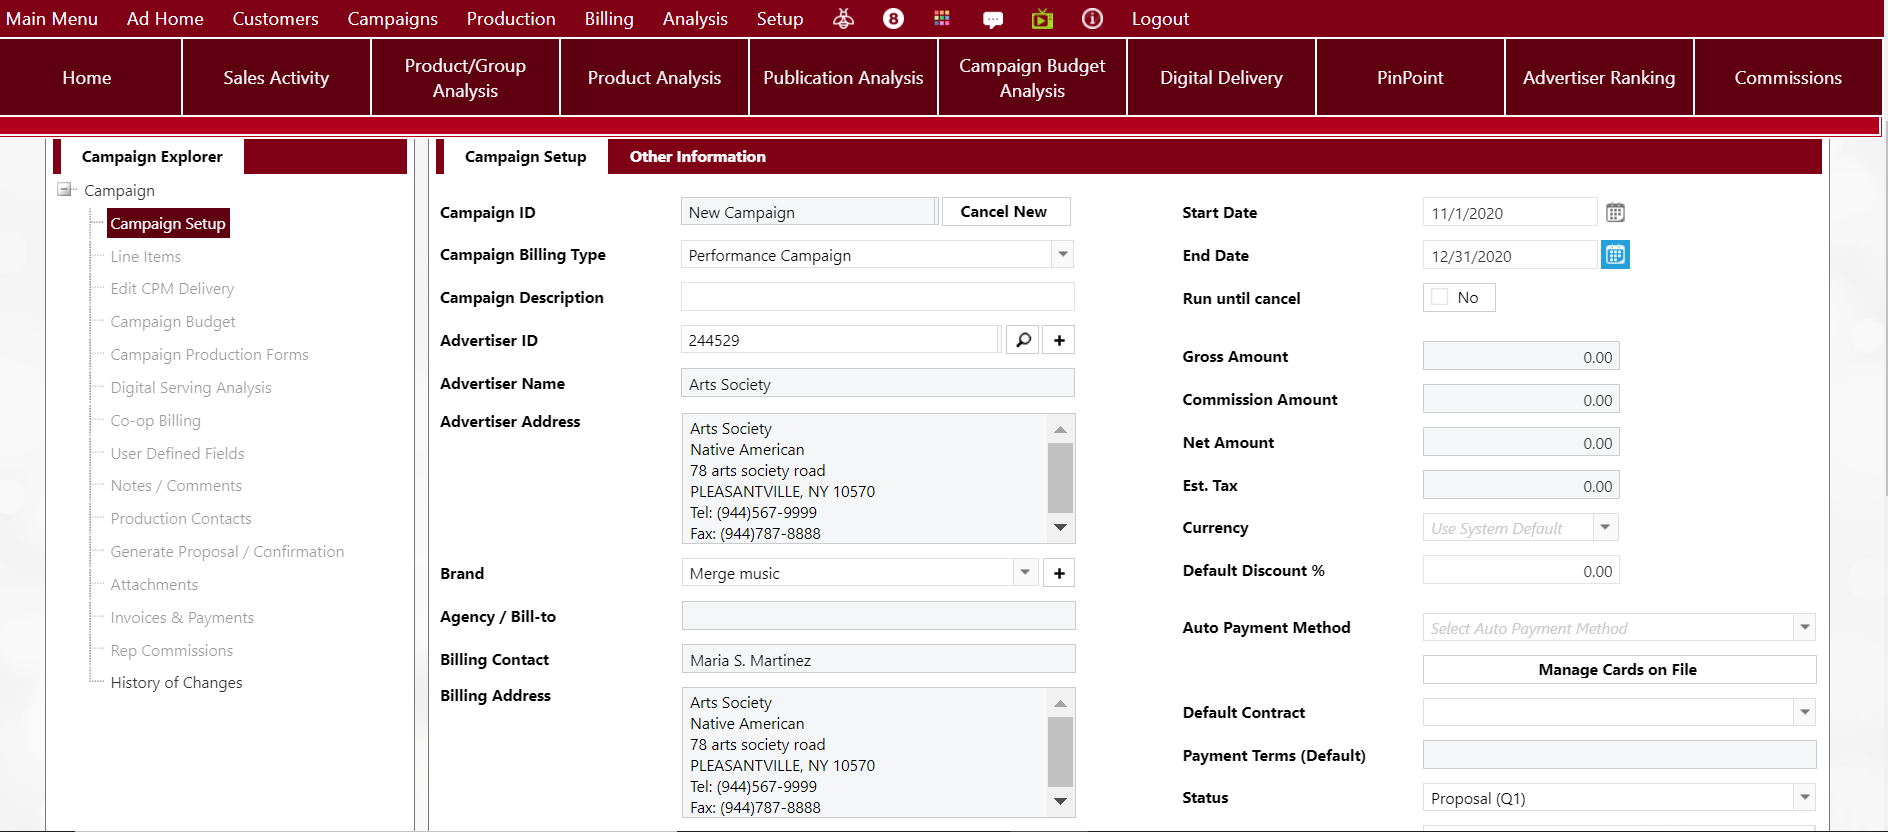 Main Menu Ad Home Customers Campaigns Production Billing Analysis Setup 8 Logout
Home Sales Activity Product/Group Analysis Product Analysis Publication Analysis Campaign Budget Analysis Digital Delivery PinPoint Advertiser Ranking Commissions
Campaign Explorer
Campaign
Campaign Setup
Line Items
Edit CPM Delivery
Campaign Budget
Campaign Production Forms
Digital Serving Analysis
Co-op Billing
User Defined Fields
Notes / Comments
Production Contacts
Generate Proposal / Confirmation
Attachments
Invoices & Payments
Rep Commissions
History of Changes
Campaign Setup Other Information
Campaign ID New Campaign Cancel New
Campaign Billing Type Performance Campaign
Campaign Description
Advertiser ID 244529 +
Advertiser Name Arts Society
Advertiser Address Arts Society
Native American
78 arts society road
PLEASANTVILLE, NY 10570
Tel: (944)567-9999
Fax: (944)787-8888
Brand Merge music +
Agency / Bill-to
Billing Contact Maria S. Martinez
Billing Address Arts Society
Native American
78 arts society road
PLEASANTVILLE, NY 10570
Tel: (944)567-9999
Fax: (944)787-8888
Start Date 11/1/2020
End Date 12/31/2020
Run until cancel No
Gross Amount 0.00
Commission Amount 0.00
Net Amount 0.00
Est. Tax 0.00
Currency Use System Default
Default Discount % 0.00
Auto Payment Method Select Auto Payment Method
Manage Cards on File
Default Contract
Payment Terms (Default)
Status Proposal (Q1)